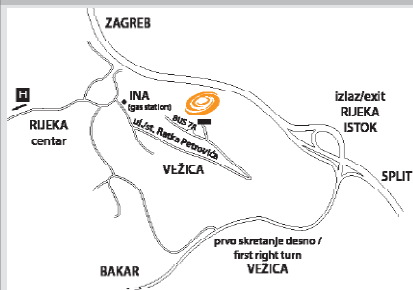 ZAGREB
H
INA
(gas station)
izlaz/exit
RIJEKA
ISTOK
BUS 7A
RIJEKA
centar
ul./st. Ratka Petrovića
VEŽICA
SPLIT
prvo skretanje desno /
first right turn
VEŽICA
BAKAR